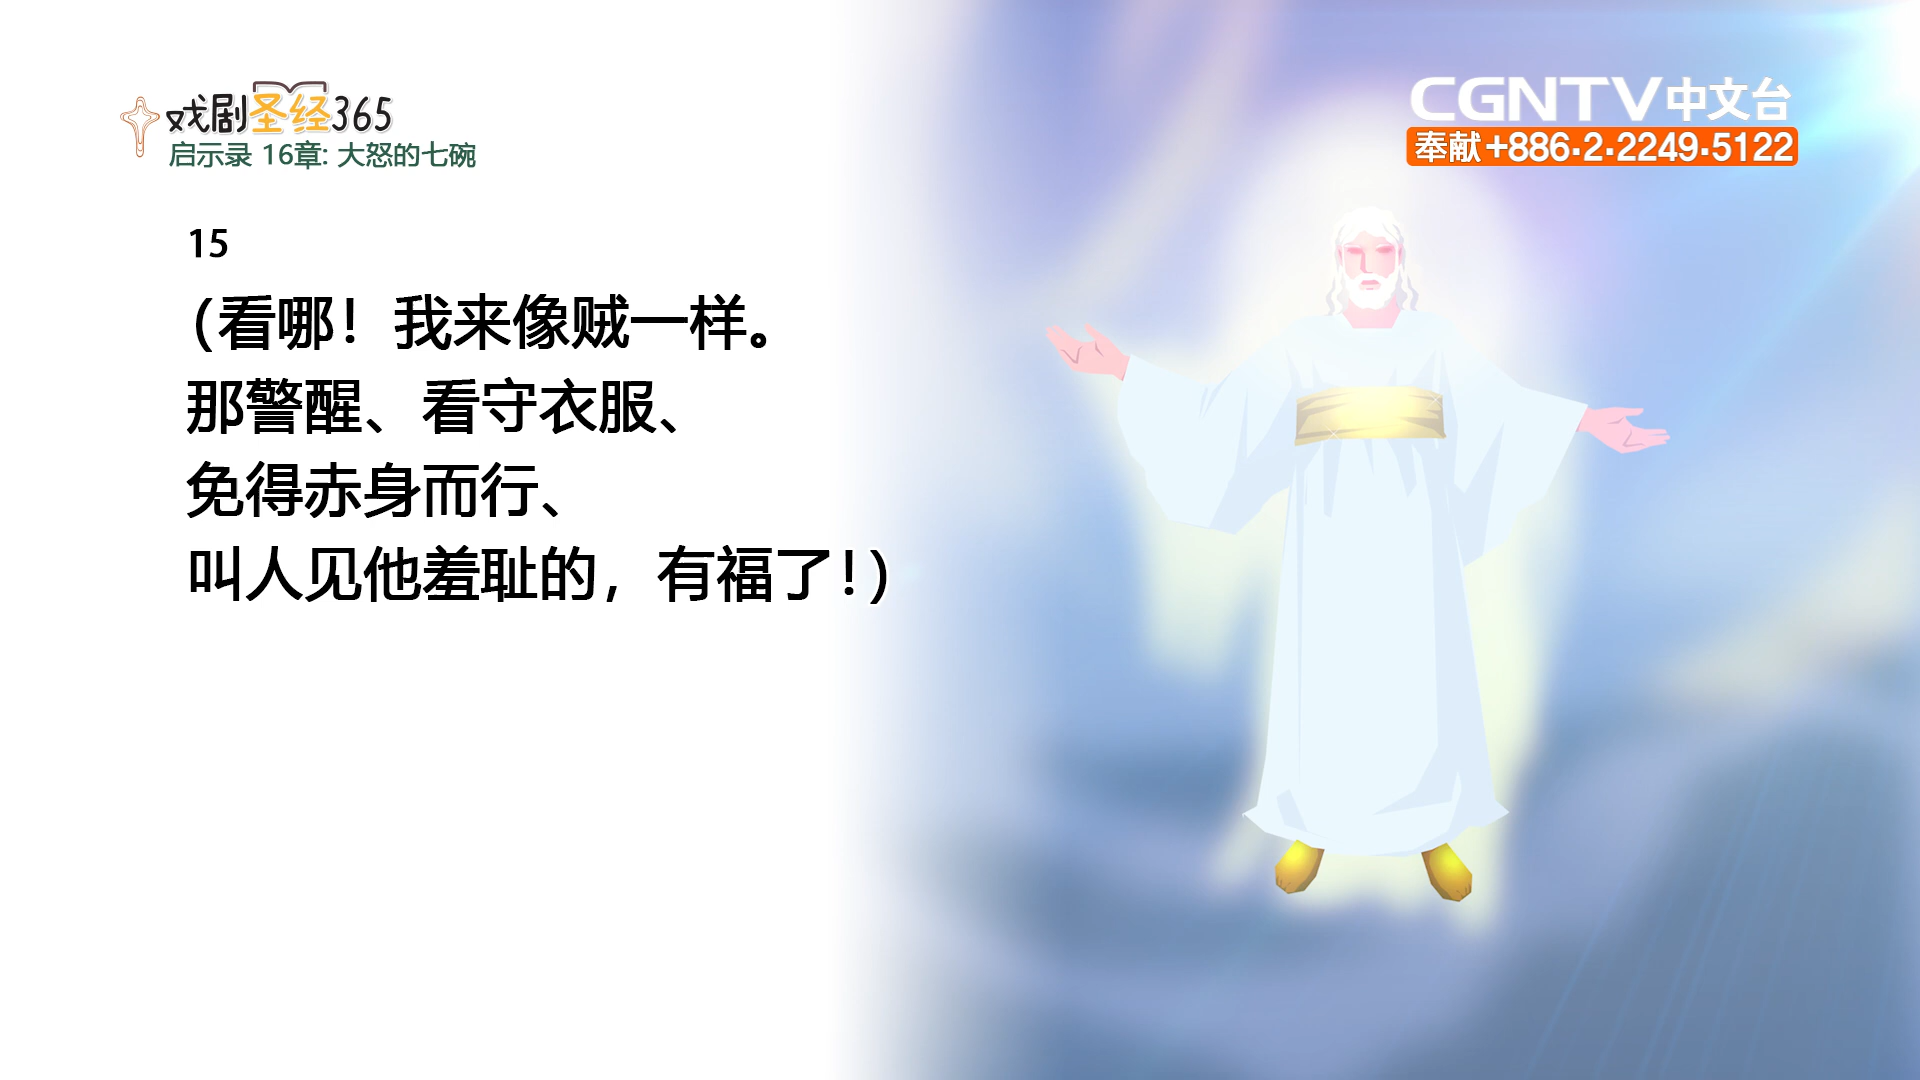 戏剧圣经365
启示录 16章: 大怒的七碗
CGNTV中文台
奉献+886·2·2249·5122
15
(看哪！我来像贼一样。
那警醒、看守衣服、
免得赤身而行、
叫人见他羞耻的，有福了！)